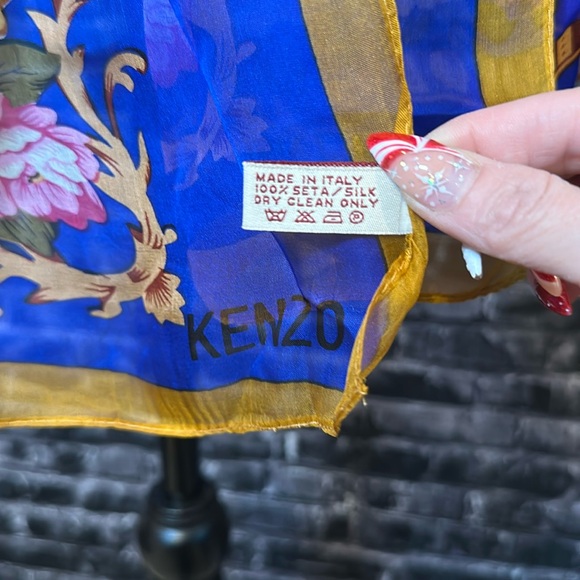 MADE IN ITALY
100% SETA/SILK
DRY CLEAN ONLY
P
KENZO